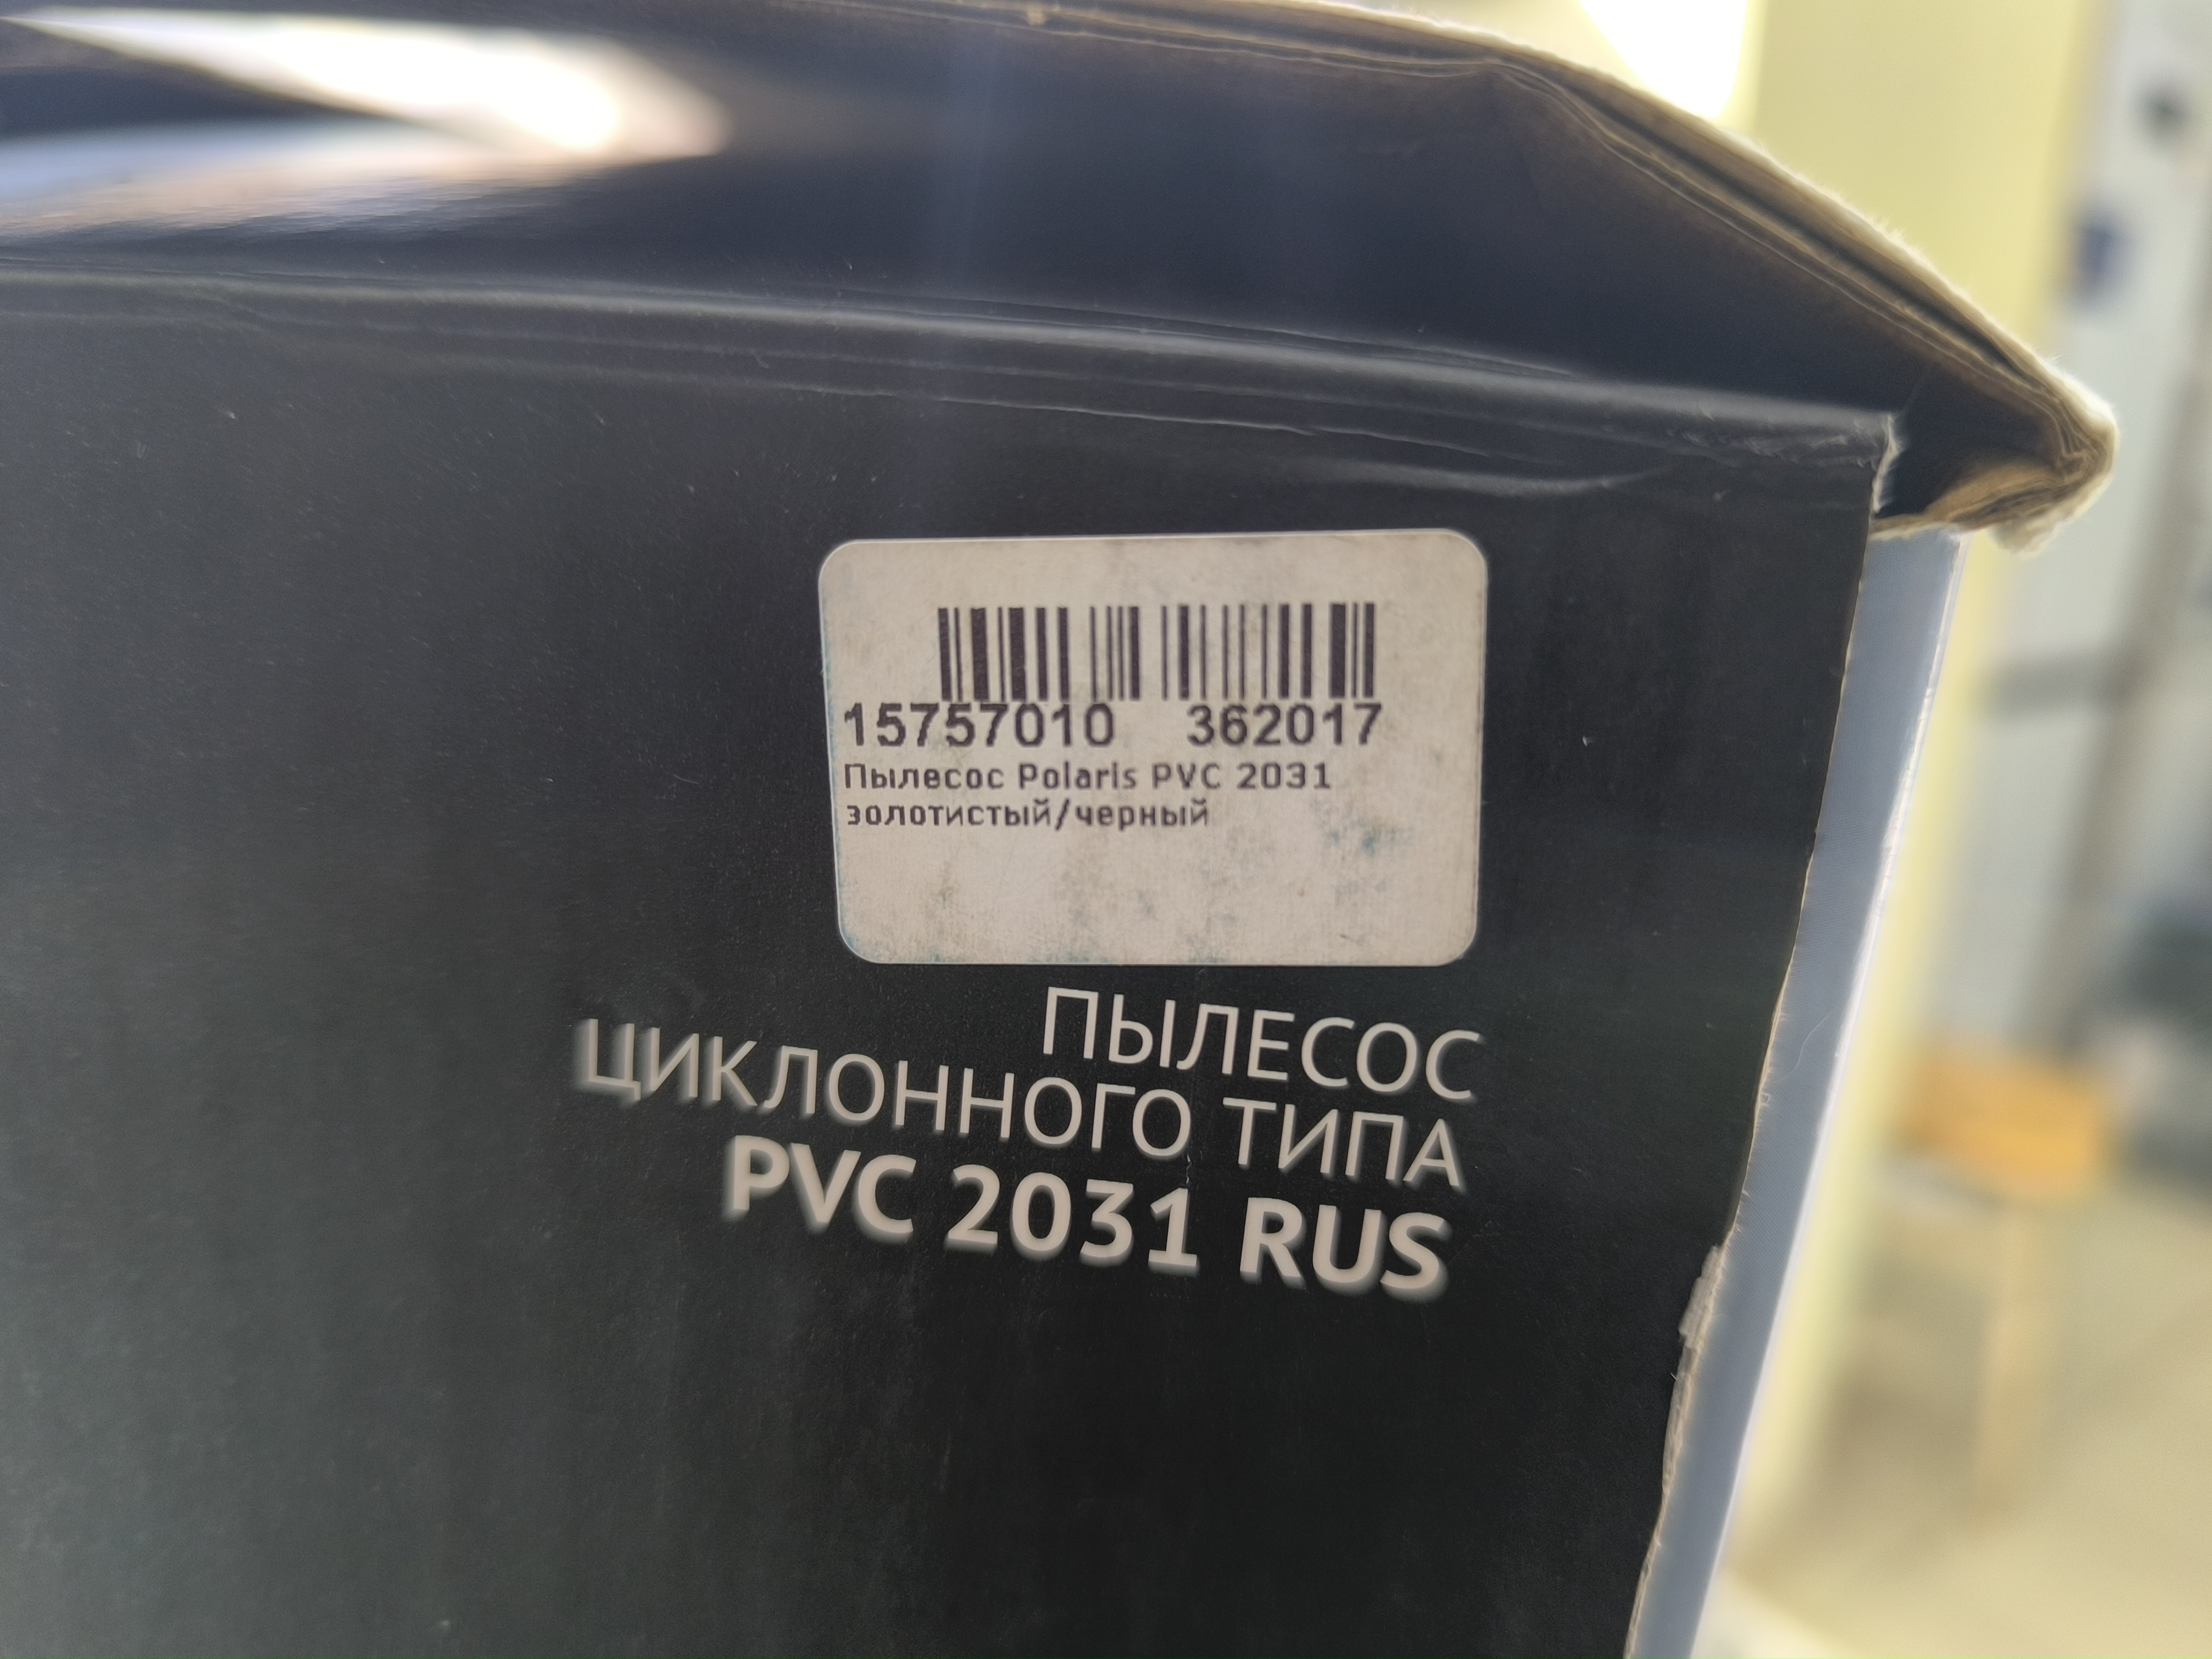 15757010 362017
Пылесос Polaris PVC 2031
золотистый/черный
ПЫЛЕСОС
ЦИКЛОННОГО ТИПА
PVC 2031 RUS